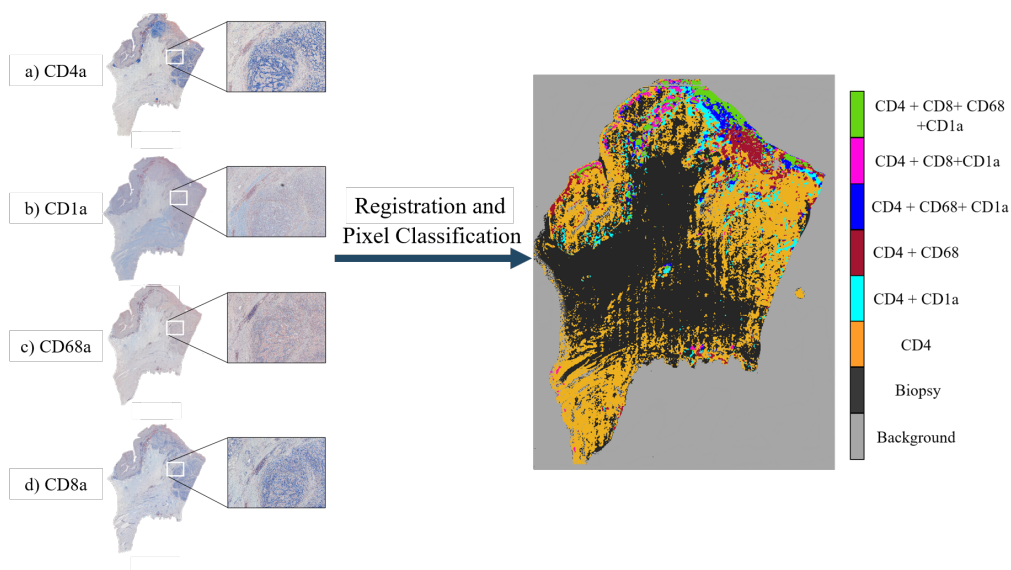 a) CD4a
b) CD1a
c) CD68a
d) CD8a
Registration and
Pixel Classification
CD4 + CD8+ CD68
+CD1a
CD4 + CD8+CD1a
CD4 + CD68+ CD1a
CD4 + CD68
CD4 + CD1a
CD4
Biopsy
Background